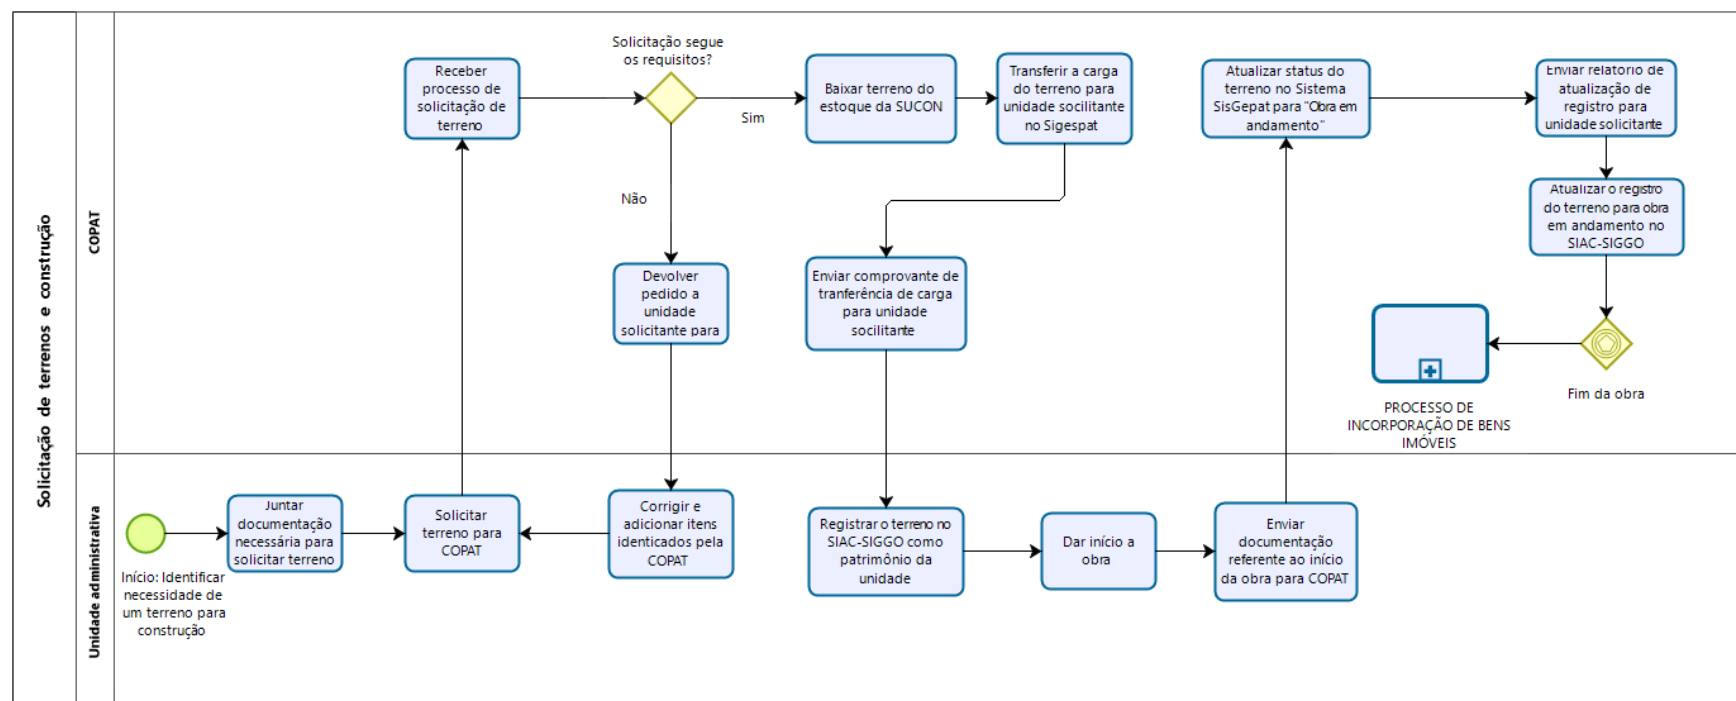 Solicitação de terrenos e construção
COPAT
Receber
processo de
solicitação de
terreno
Solicitação segue
os requisitos?
Sim
Não
Baixar terreno do
estoque da SUCON
Transferir a carga
do terreno para
unidade socilitante
no Sigespat
Devolver
pedido a
unidade
solicitante para
Enviar comprovante de
tranferência de carga
para unidade
socilitante
Atualizar status do
terreno no Sistema
SisGepat para "Obra em
andamento"
Enviar relatório de
atualização de
registro para
unidade solicitante
Atualizar o registro
do terreno para obra
em andamento no
SIAC-SIGGO
Fim da obra
PROCESSO DE
INCORPORAÇÃO DE BENS
IMÓVEIS
Unidade administrativa
Início: Identificar
necessidade de
um terreno para
construção
Juntar
documentação
necessária para
solicitar terreno
Solicitar
terreno para
COPAT
Corrigir e
adicionar itens
identicados pela
COPAT
Registrar o terreno no
SIAC-SIGGO como
patrimônio da
unidade
Dar início a
obra
Enviar
documentação
referente ao início
da obra para COPAT